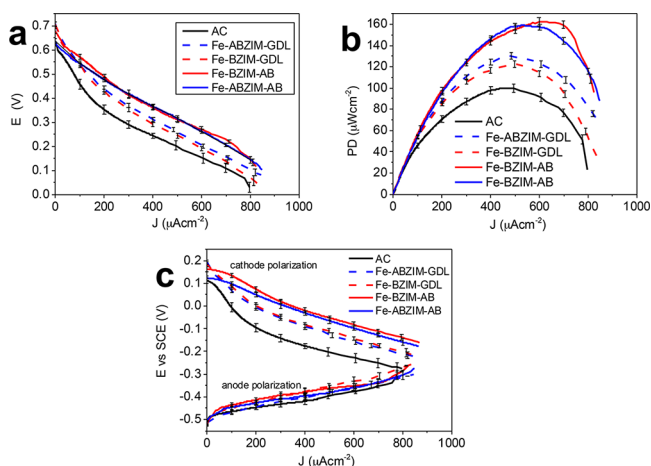 a
0.7
0.6
0.5
0.4
0.3
0.2
0.1
0.0
E (V)
0 200 400 600 800 1000
J (µAcm-2)
AC
Fe-ABZIM-GDL
Fe-BZIM-GDL
Fe-BZIM-AB
Fe-ABZIM-AB
b
160
140
120
100
80
60
40
20
0
PD (µWcm-2)
0 200 400 600 800 1000
J (µAcm-2)
AC
Fe-ABZIM-GDL
Fe-BZIM-GDL
Fe-BZIM-AB
Fe-BZIM-AB
c
0.2
0.1
0.0
-0.1
-0.2
-0.3
-0.4
-0.5
E vs SCE (V)
cathode polarization
anode polarization
0 200 400 600 800 1000
J (µAcm-2)
AC
Fe-ABZIM-GDL
Fe-BZIM-GDL
Fe-BZIM-AB
Fe-ABZIM-AB